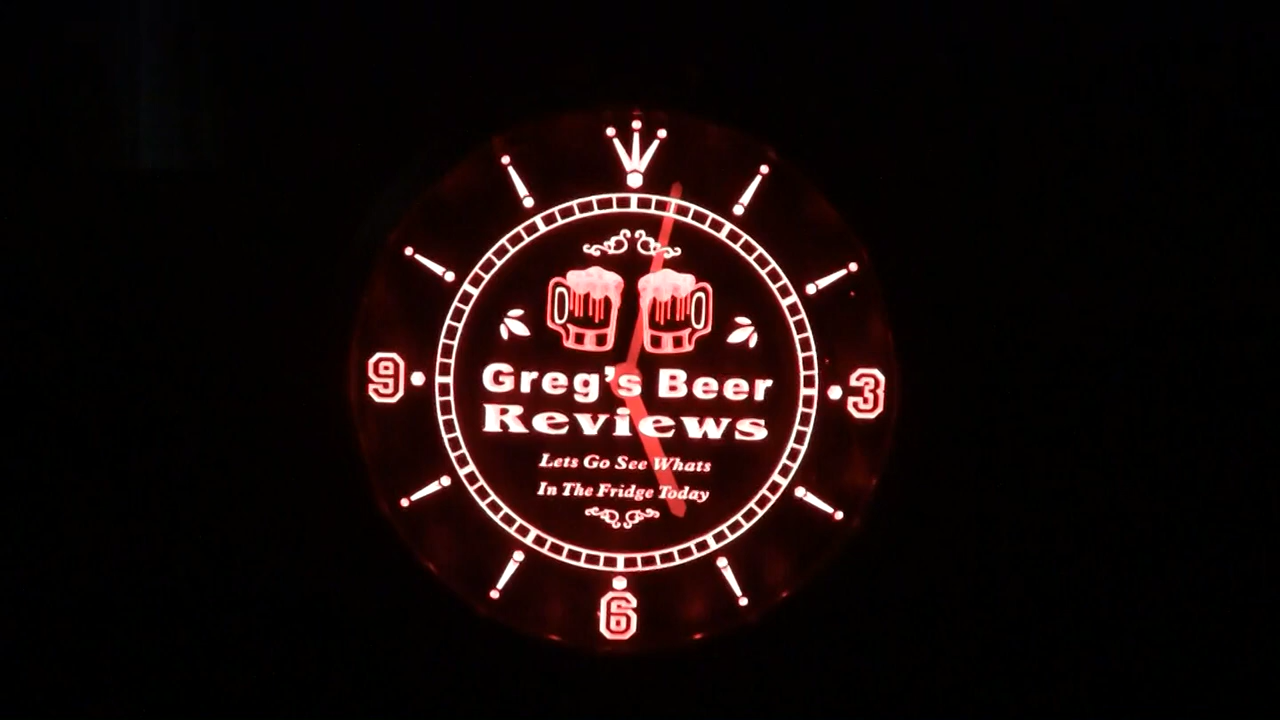 9
3
Greg's Beer
Reviews
Lets Go See Whats
In The Fridge Today
6